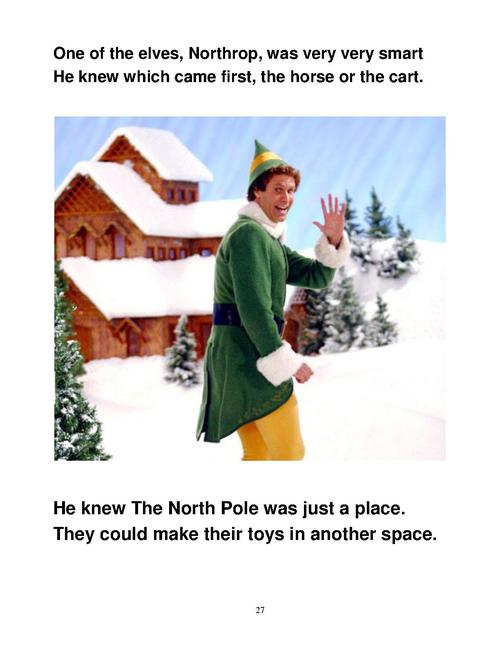 One of the elves, Northrop, was very very smart
He knew which came first, the horse or the cart.
He knew The North Pole was just a place.
They could make their toys in another space.
27